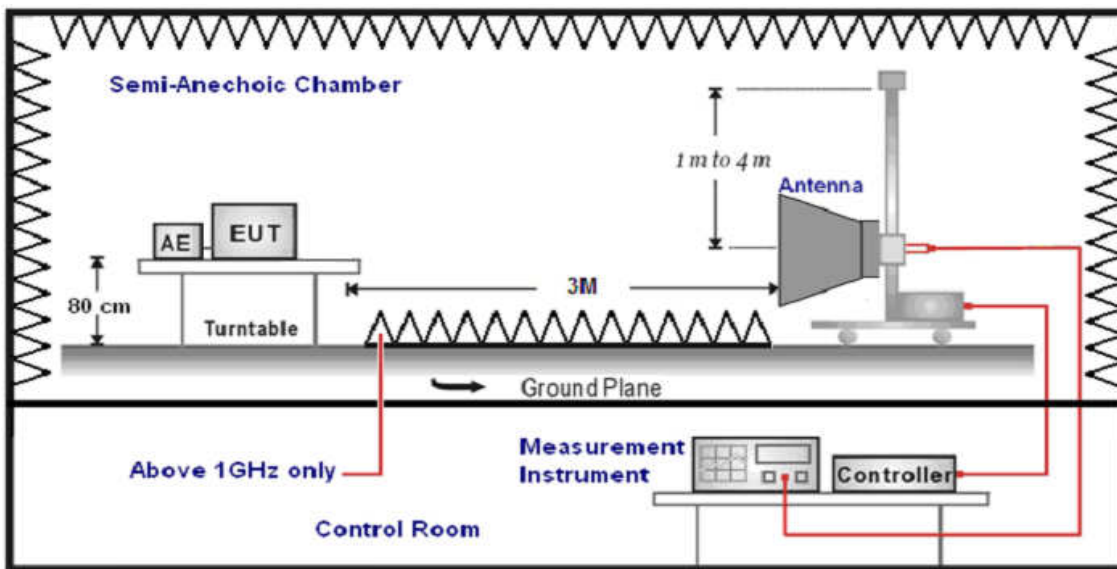 Semi-Anechoic Chamber
1 m to 4 m
Antenna
AE
EUT
80 cm
3M
Turntable
Ground Plane
Above 1GHz only
Measurement
Instrument
Controller
Control Room